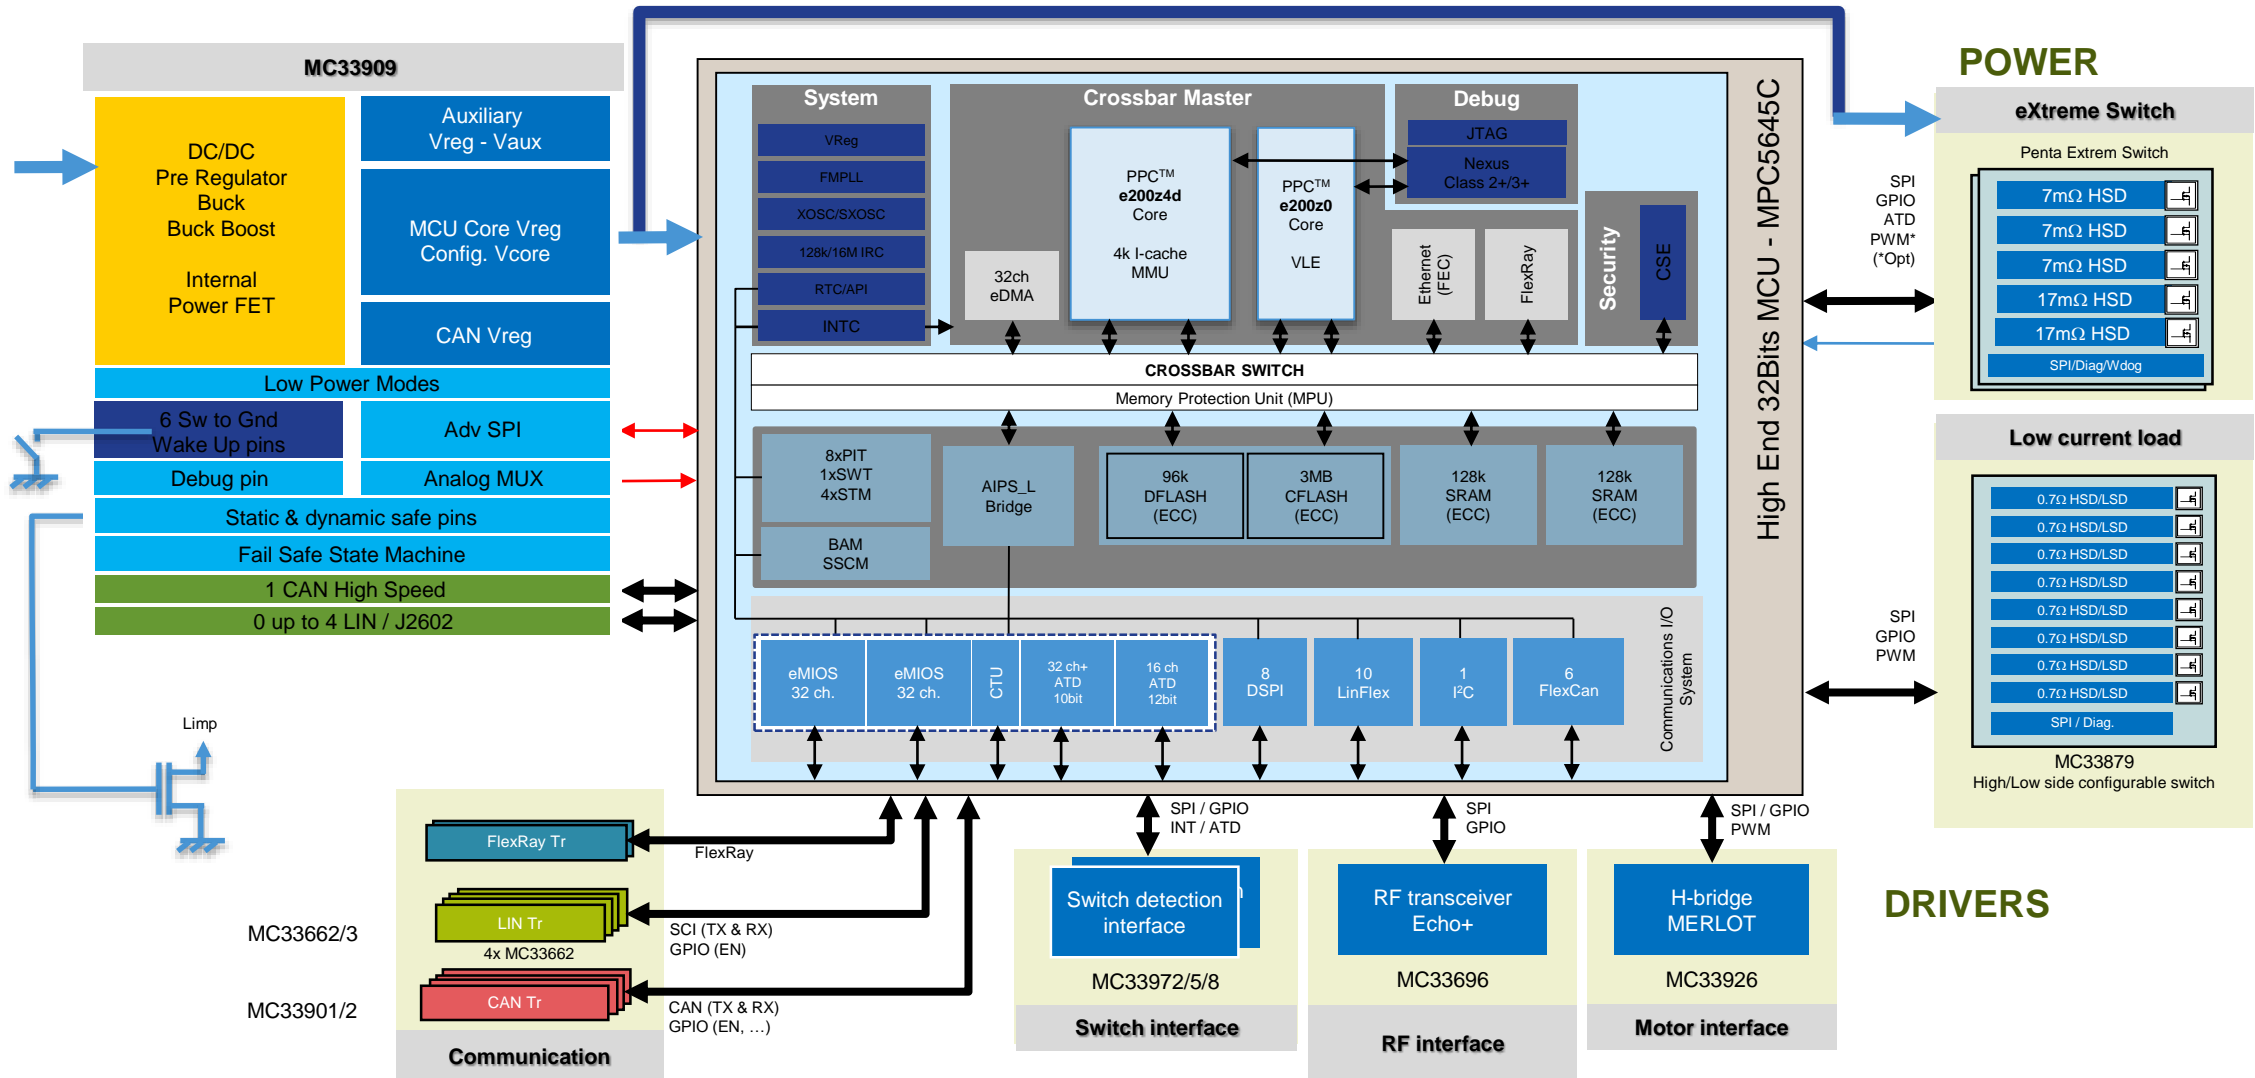 MC33909
DC/DC
Pre Regulator
Buck
Buck Boost
Internal
Power FET
Auxiliary
Vreg - Vaux
MCU Core Vreg
Config. Vcore
CAN Vreg
Low Power Modes
6 Sw to Gnd
Wake Up pins
Adv SPI
Debug pin
Analog MUX
Static & dynamic safe pins
Fail Safe State Machine
1 CAN High Speed
0 up to 4 LIN / J2602
Limp
System
VReg
FMPLL
XOSC/SXOSC
128k/16M IRC
RTC/API
INTC
Crossbar Master
32ch
eDMA
PPC™
e200z4d
Core
4k I-cache
MMU
PPC™
e200z0
Core
VLE
Debug
JTAG
Nexus
Class 2+/3+
Ethernet
(FEC)
FlexRay
Security
CSE
High End 32Bits MCU - MPC5645C
CROSSBAR SWITCH
Memory Protection Unit (MPU)
8xPIT
1xSWT
4xSTM
BAM
SSCM
AIPS_L
Bridge
96k
DFLASH
(ECC)
3MB
CFLASH
(ECC)
128k
SRAM
(ECC)
128k
SRAM
(ECC)
Communications I/O
System
eMIOS
32 ch.
eMIOS
32 ch.
CTU
32 ch+
ATD
10bit
16 ch
ATD
12bit
8
DSPI
10
LinFlex
1
I²C
6
FlexCan
POWER
eXtreme Switch
Penta Extrem Switch
7mΩ HSD
7mΩ HSD
7mΩ HSD
17mΩ HSD
17mΩ HSD
SPI/Diag/Wdog
SPI
GPIO
ATD
PWM*
(*Opt)
Low current load
0.7Ω HSD/LSD
0.7Ω HSD/LSD
0.7Ω HSD/LSD
0.7Ω HSD/LSD
0.7Ω HSD/LSD
0.7Ω HSD/LSD
0.7Ω HSD/LSD
0.7Ω HSD/LSD
SPI / Diag.
MC33879
High/Low side configurable switch
SPI
GPIO
PWM
DRIVERS
FlexRay Tr
FlexRay
MC33662/3
LIN Tr
4x MC33662
SCI (TX & RX)
GPIO (EN)
MC33901/2
CAN Tr
CAN (TX & RX)
GPIO (EN, …)
Communication
SPI / GPIO
INT / ATD
Switch detection
interface
MC33972/5/8
Switch interface
SPI
GPIO
RF transceiver
Echo+
MC33696
RF interface
SPI / GPIO
PWM
H-bridge
MERLOT
MC33926
Motor interface